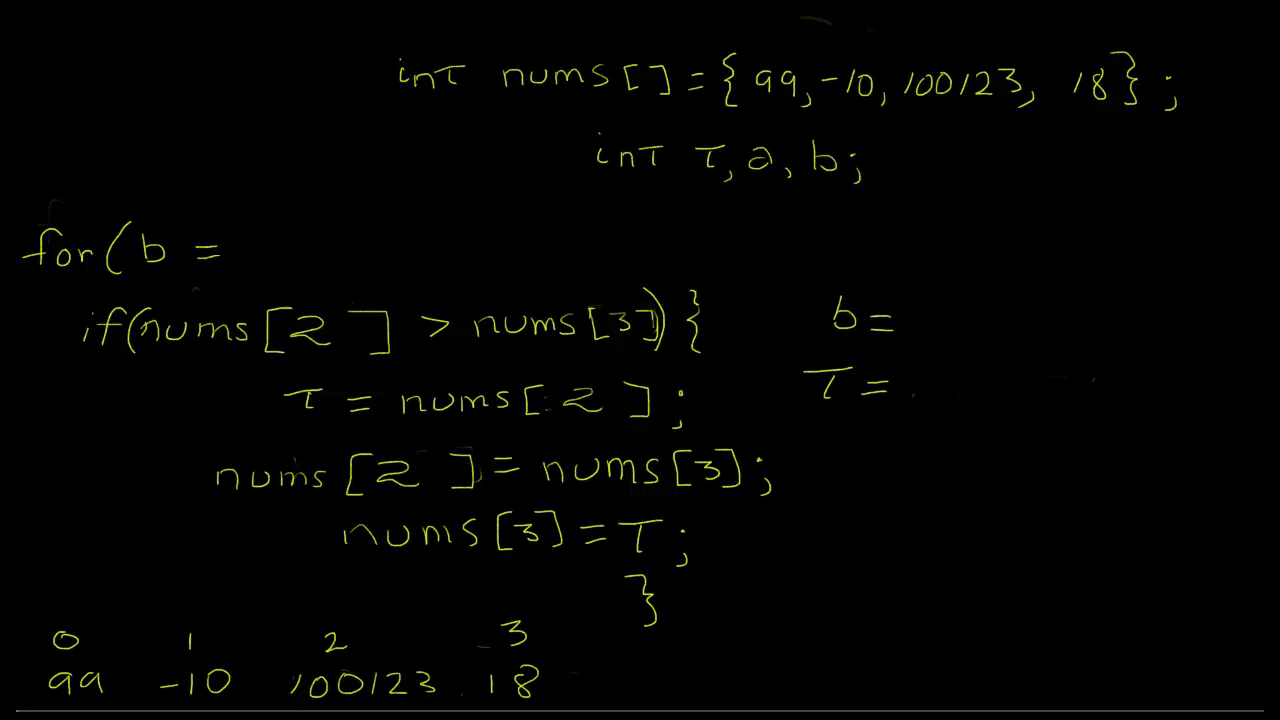 int nums[] = {99, -10, 100123, 18};
int t, a, b;
for( b =
if(nums[2 ] > nums[3]) {
b =
t = nums[ 2 ];
t =
nums[2 ] = nums[3];
nums[3] = t;
}
0 1 2 3
99 -10 100123 18